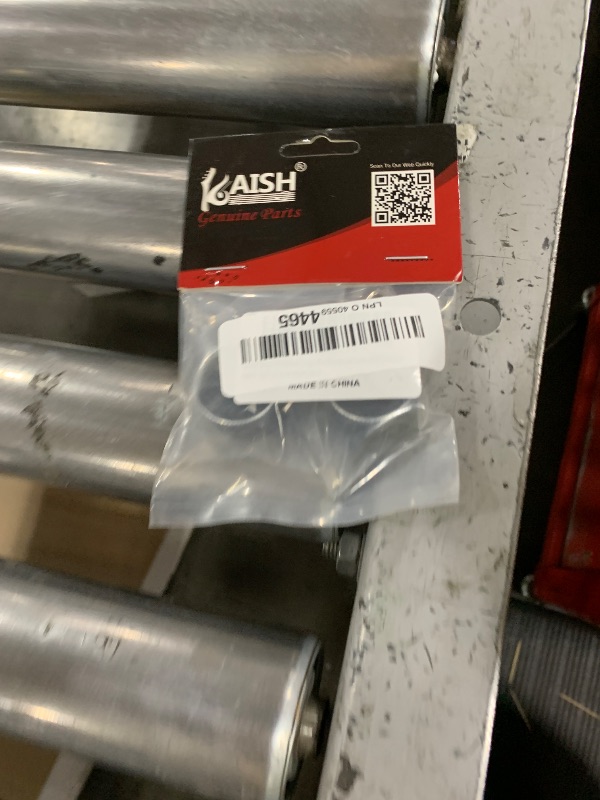 KAISH®
Genuine Parts
Scan To Our Web Quickly
LPN O 40559 4465
MADE IN CHINA